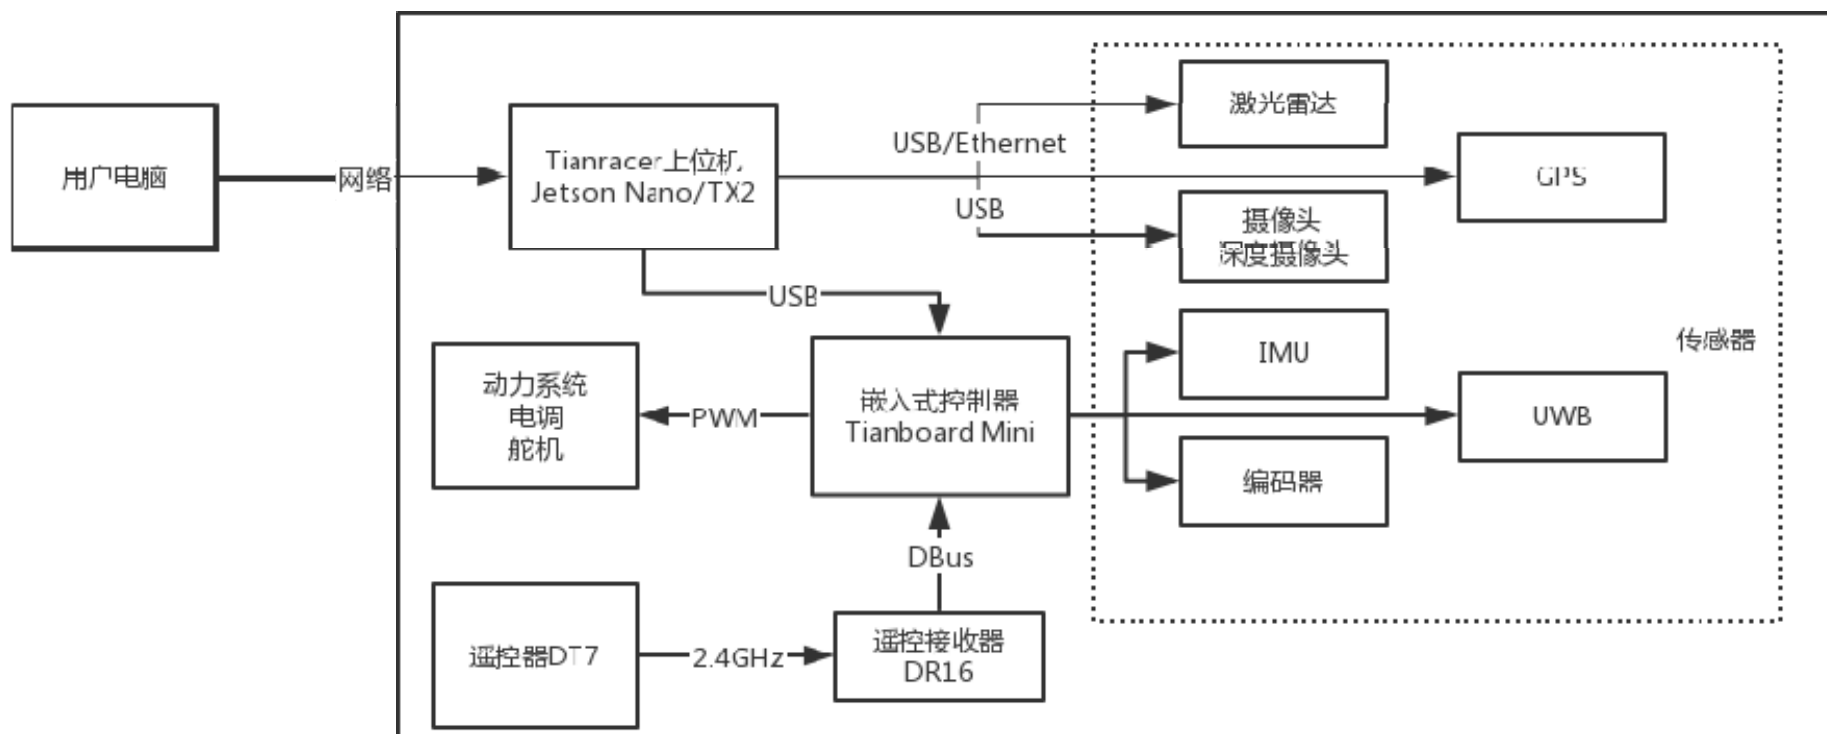 用户电脑
网络
Tianracer上位机
Jetson Nano/TX2
USB/Ethernet
USB
激光雷达
GPS
摄像头
深度摄像头
USB
动力系统
电调
舵机
PWM
嵌入式控制器
Tianboard Mini
IMU
UWB
编码器
传感器
DBus
遥控器DT7
2.4GHz
遥控接收器
DR16